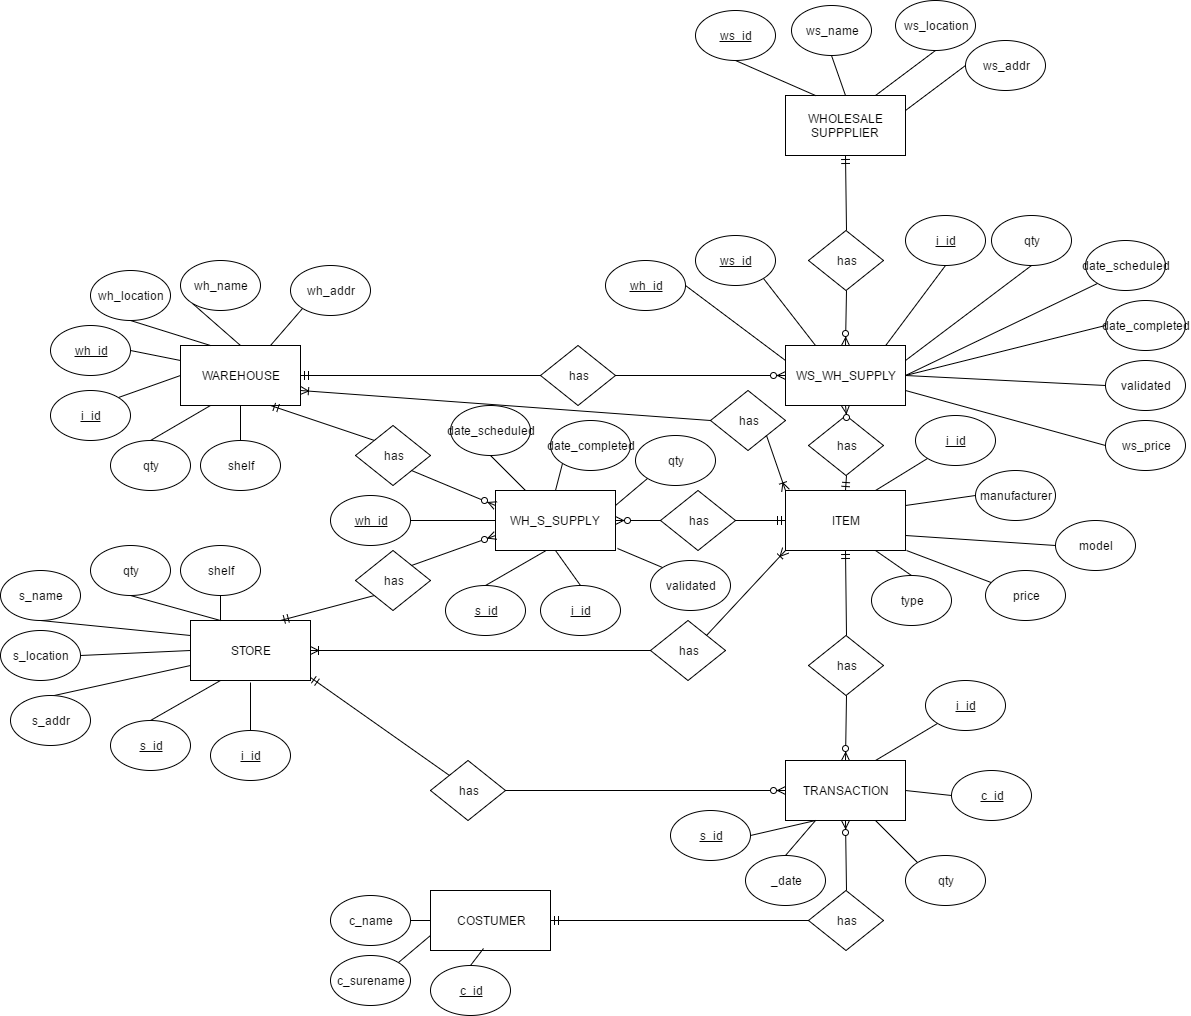 ws_id
ws_name
ws_location
ws_addr
WHOLESALE
SUPPPLIER
has
wh_id
ws_id
i_id
qty
date_scheduled
date_completed
validated
ws_price
WS_WH_SUPPLY
wh_location
wh_name
wh_addr
wh_id
i_id
qty
shelf
WAREHOUSE
has
has
has
has
date_scheduled
date_completed
qty
wh_id
WH_S_SUPPLY
has
validated
s_id
i_id
has
i_id
manufacturer
model
price
type
ITEM
s_name
qty
shelf
s_location
s_addr
s_id
i_id
STORE
has
has
has
i_id
c_id
s_id
_date
qty
TRANSACTION
has
c_name
c_surename
c_id
COSTUMER